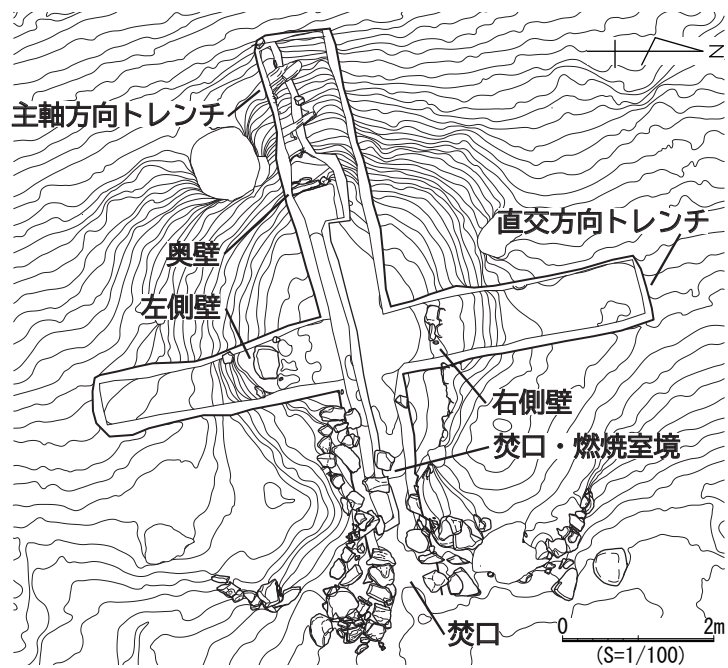 N
主軸方向トレンチ
直交方向トレンチ
奥壁
左側壁
右側壁
焚口・燃焼室境
焚口
0 2m
(S=1/100)